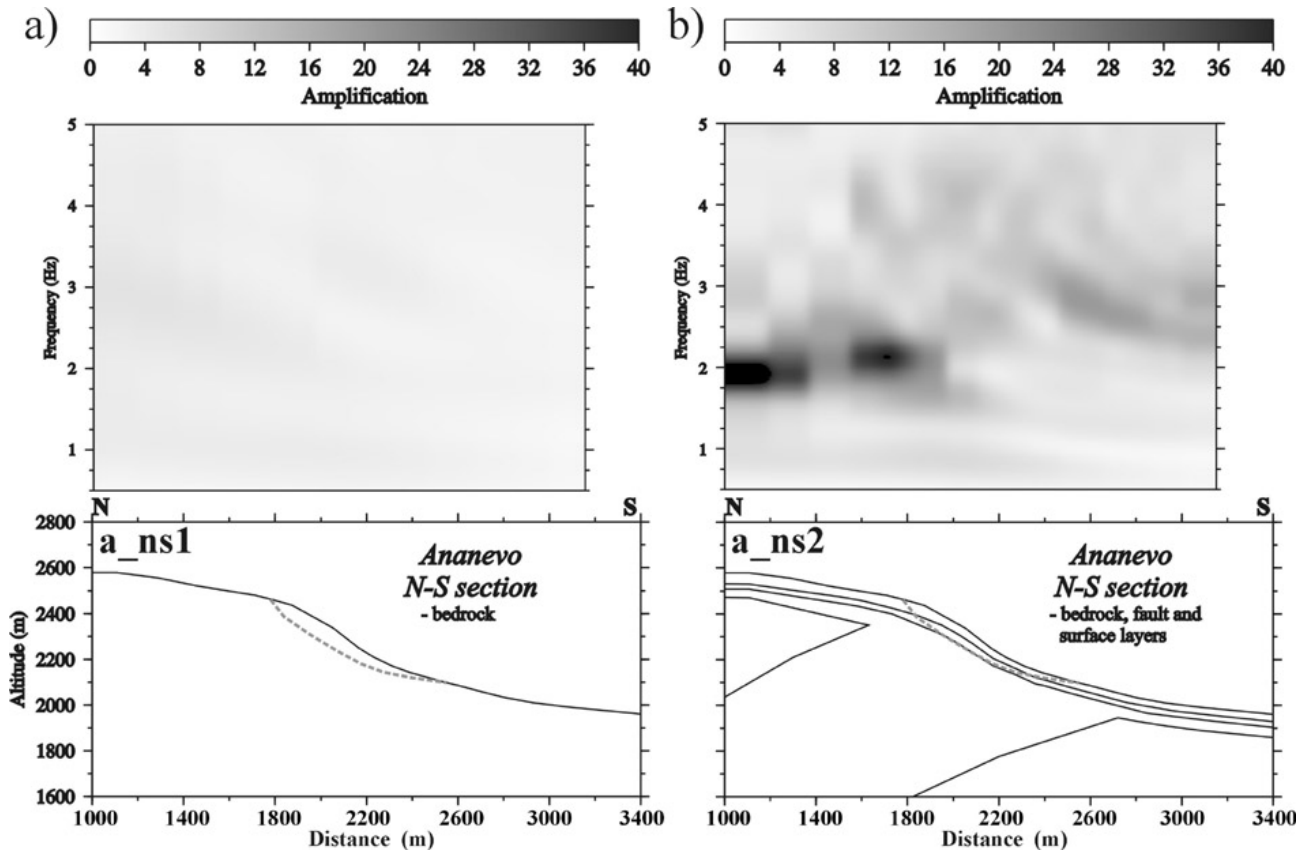 a)
0 4 8 12 16 20 24 28 32 36 40
Amplification
5
4
3
2
1
Frequency (Hz)
N S
2800
2600
2400
2200
2000
1800
1600
Altitude (m)
a_ns1
Ananevo
N-S section
- bedrock
1000 1400 1800 2200 2600 3000 3400
Distance (m)
b)
0 4 8 12 16 20 24 28 32 36 40
Amplification
5
4
3
2
1
Frequency (Hz)
N S
a_ns2
Ananevo
N-S section
- bedrock, fault and
surface layers
1000 1400 1800 2200 2600 3000 3400
Distance (m)